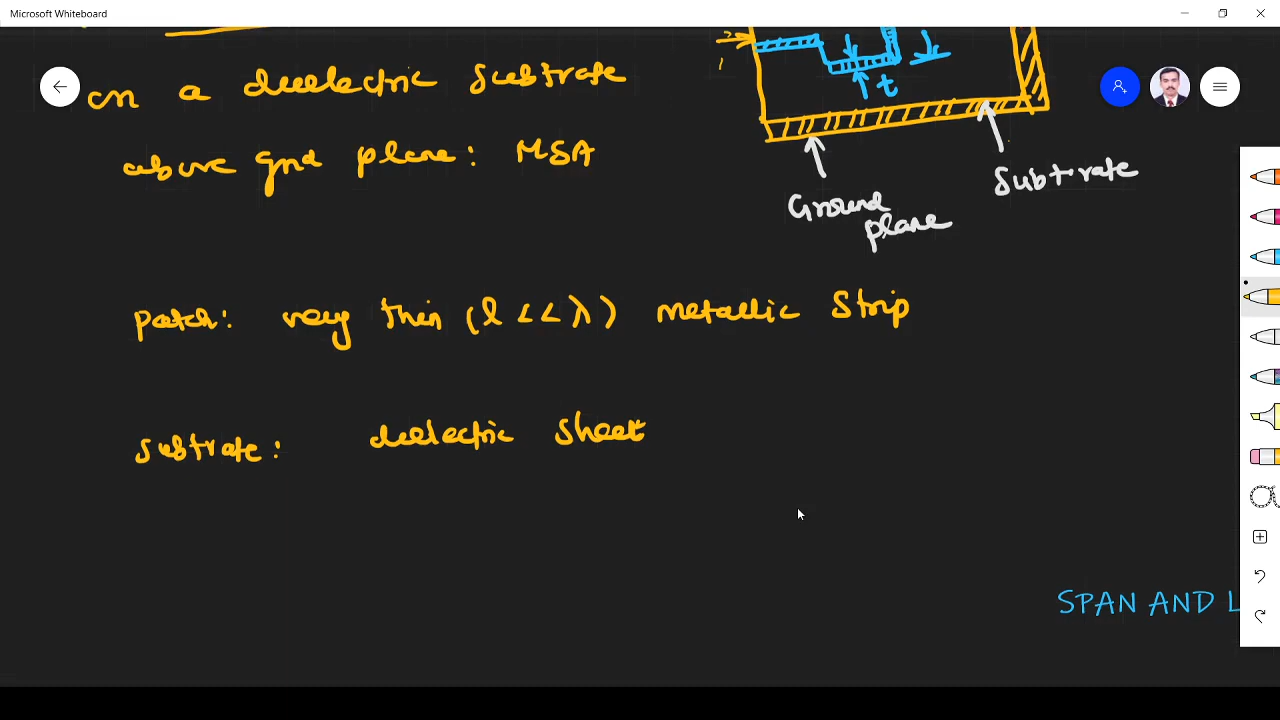 Microsoft Whiteboard
on a dielectric substrate
t
above gnd plane: MSA
Substrate
Ground
plane
patch: very thin (l << λ) metallic Strip
substrate: dielectric sheet
SPAN AND L